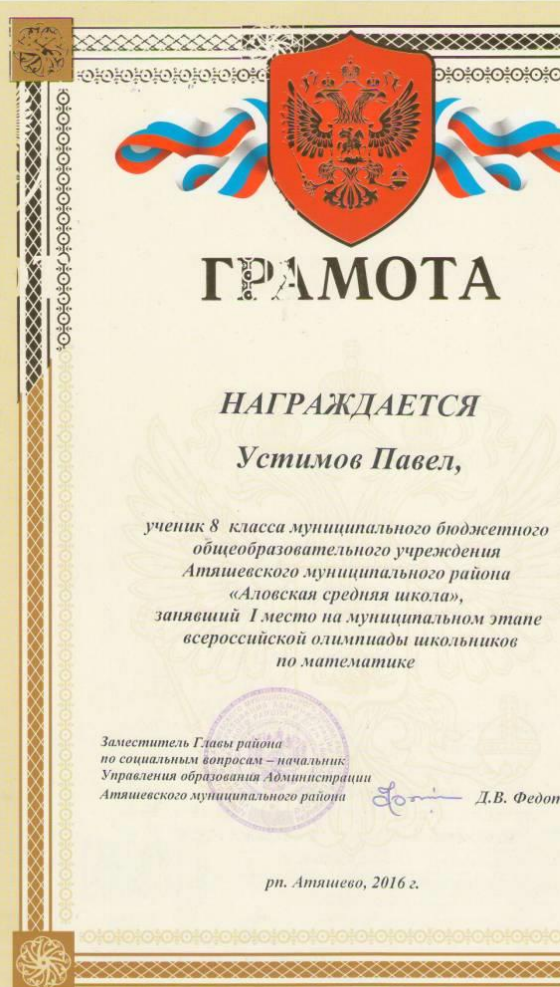 ГРАМОТА
НАГРАЖДАЕТСЯ
Устимов Павел,
ученик 8 класса муниципального бюджетного
общеобразовательного учреждения
Атяшевского муниципального района
«Аловская средняя школа»,
занявший I место на муниципальном этапе
всероссийской олимпиады школьников
по математике
Заместитель Главы района
по социальным вопросам – начальник
Управления образования Администрации
Атяшевского муниципального района Д.В. Федот
рп. Атяшево, 2016 г.